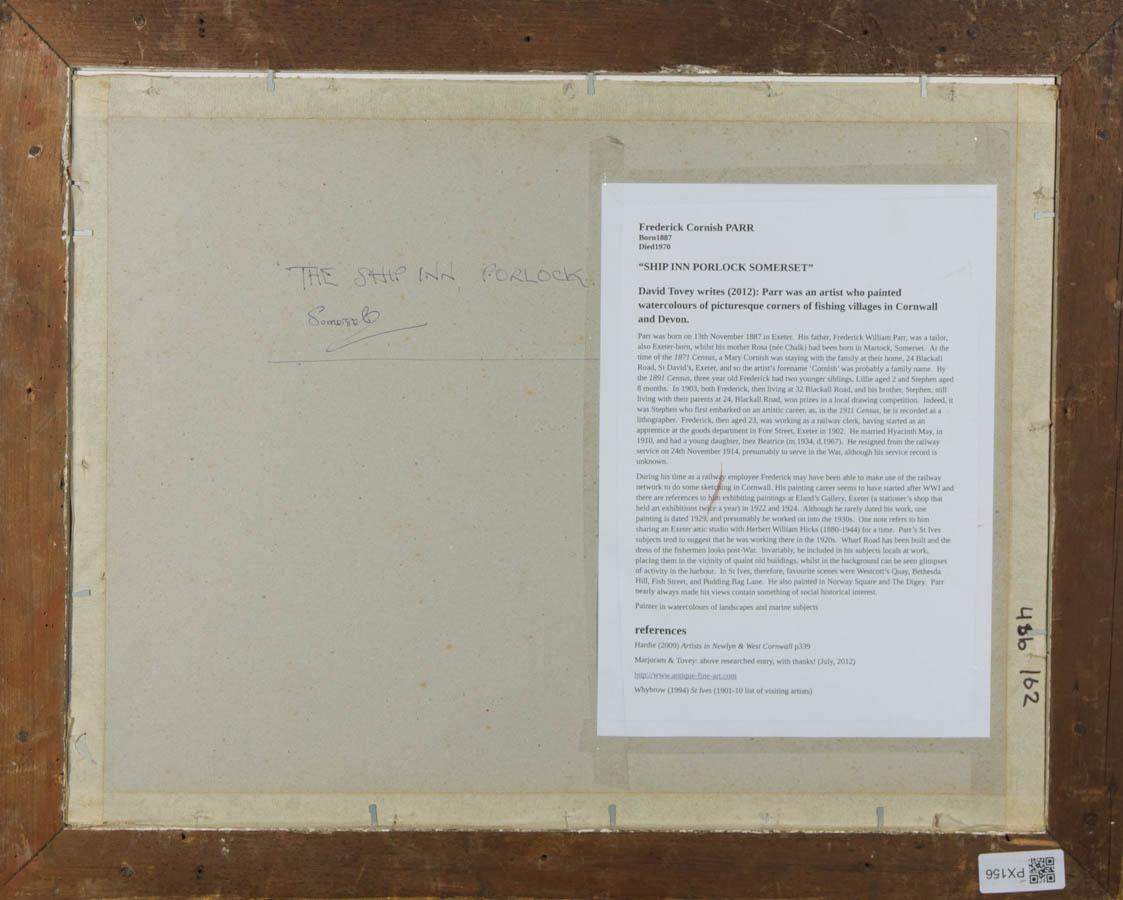 THE SHIP INN, PORLOCK.
Somerset
Frederick Cornish PARR
Born1887
Died1970
“SHIP INN PORLOCK SOMERSET”
David Tovey writes (2012): Parr was an artist who painted
watercolours of picturesque corners of fishing villages in Cornwall
and Devon.
Parr was born on 13th November 1887 in Exeter. His father, Frederick William Parr, was a tailor,
also Exeter-born, whilst his mother Rosa (née Chalk) had been born in Martock, Somerset. At the
time of the 1871 Census, a Mary Cornish was staying with the family at their home, 24 Blackall
Road, St David’s, Exeter, and so the artist’s forename ‘Cornish’ was probably a family name. By
the 1891 Census, three year old Frederick had two younger siblings, Lillie aged 2 and Stephen aged
8 months. In 1903, both Frederick, then living at 32 Blackall Road, and his brother, Stephen, still
living with their parents at 24, Blackall Road, won prizes in a local drawing competition. Indeed, it
was Stephen who first embarked on an artistic career, as, in the 1911 Census, he is recorded as a
lithographer. Frederick, then aged 23, was working as a railway clerk, having started as an
apprentice at the goods department in Fore Street, Exeter in 1902. He married Hyacinth May, in
1910, and had a young daughter, Inez Beatrice (m.1934, d.1967). He resigned from the railway
service on 24th November 1914, presumably to serve in the War, although his service record is
unknown.
During his time as a railway employee Frederick may have been able to make use of the railway
network to do some sketching in Cornwall. His painting career seems to have started after WWI and
there are references to him exhibiting paintings at Eland’s Gallery, Exeter (a stationer’s shop that
held art exhibitions twice a year) in 1922 and 1924. Although he rarely dated his work, one
painting is dated 1929, and presumably he worked on into the 1930s. One note refers to him
sharing an Exeter attic studio with Herbert William Hicks (1880-1944) for a time. Parr’s St Ives
subjects tend to suggest that he was working there in the 1920s. Wharf Road has been built and the
dress of the fishermen looks post-War. Invariably, he included in his subjects locals at work,
placing them in the vicinity of quaint old buildings, whilst in the background can be seen glimpses
of activity in the harbour. In St Ives, therefore, favourite scenes were Westcott’s Quay, Bethesda
Hill, Fish Street, and Pudding Bag Lane. He also painted in Norway Square and The Digey. Parr
nearly always made his views contain something of social historical interest.
Painter in watercolours of landscapes and marine subjects
references
Hardie (2009) Artists in Newlyn & West Cornwall p339
Marjoram & Tovey: above researched entry, with thanks! (July, 2012)
http://www.antique-fine-art.com
Whybrow (1994) St Ives (1901-10 list of visiting artists)
486/62
PX156